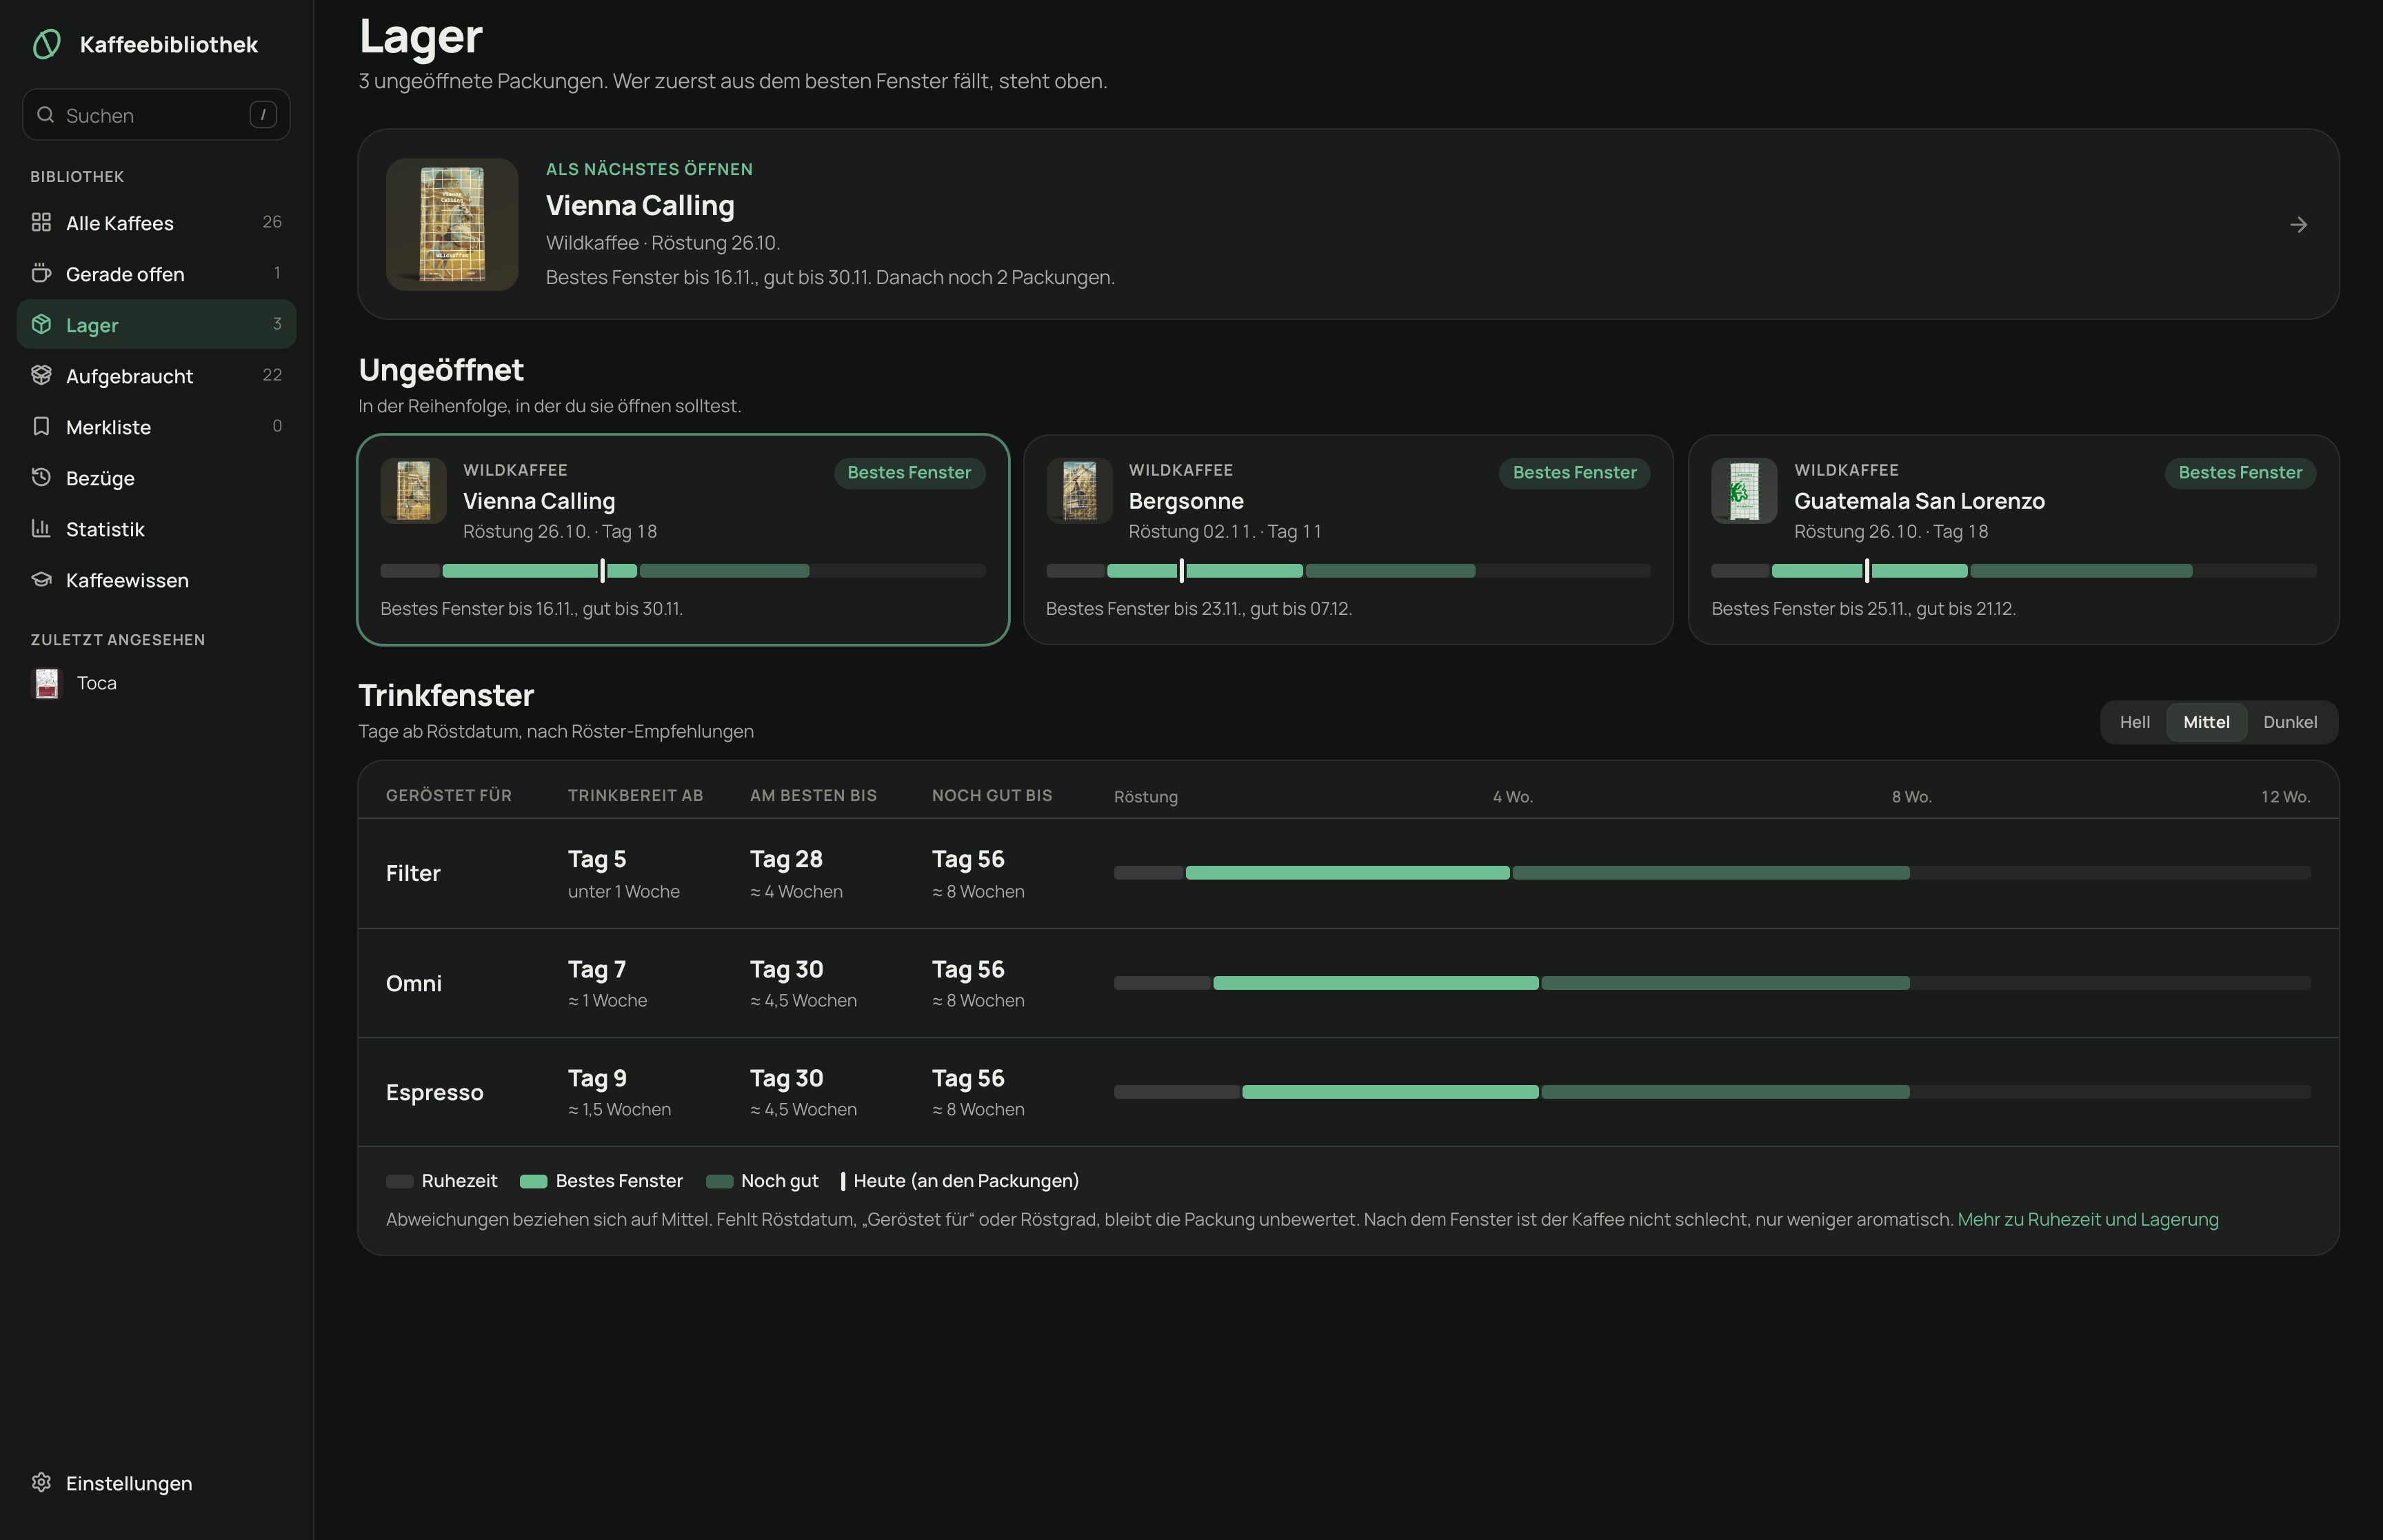 Kaffeebibliothek
Suchen /
BIBLIOTHEK
Alle Kaffees 26
Gerade offen 1
Lager 3
Aufgebraucht 22
Merkliste 0
Bezüge
Statistik
Kaffeewissen
ZULETZT ANGESEHEN
Toca
Einstellungen
Lager
3 ungeöffnete Packungen. Wer zuerst aus dem besten Fenster fällt, steht oben.
Vienna
Calling
Wildkaffee
ALS NÄCHSTES ÖFFNEN
Vienna Calling
Wildkaffee · Röstung 26.10.
Bestes Fenster bis 16.11., gut bis 30.11. Danach noch 2 Packungen.
Ungeöffnet
In der Reihenfolge, in der du sie öffnen solltest.
WILDKAFFEE
Bestes Fenster
Vienna Calling
Röstung 26.10. · Tag 18
Bestes Fenster bis 16.11., gut bis 30.11.
WILDKAFFEE
Bestes Fenster
Bergsonne
Röstung 02.11. · Tag 11
Bestes Fenster bis 23.11., gut bis 07.12.
WILDKAFFEE
Bestes Fenster
Guatemala San Lorenzo
Röstung 26.10. · Tag 18
Bestes Fenster bis 25.11., gut bis 21.12.
Trinkfenster
Tage ab Röstdatum, nach Röster-Empfehlungen
Hell Mittel Dunkel
GERÖSTET FÜR TRINKBEREIT AB AM BESTEN BIS NOCH GUT BIS Röstung 4 Wo. 8 Wo. 12 Wo.
Filter
Tag 5 Tag 28 Tag 56
unter 1 Woche ≈ 4 Wochen ≈ 8 Wochen
Omni
Tag 7 Tag 30 Tag 56
≈ 1 Woche ≈ 4,5 Wochen ≈ 8 Wochen
Espresso
Tag 9 Tag 30 Tag 56
≈ 1,5 Wochen ≈ 4,5 Wochen ≈ 8 Wochen
Ruhezeit Bestes Fenster Noch gut Heute (an den Packungen)
Abweichungen beziehen sich auf Mittel. Fehlt Röstdatum, „Geröstet für“ oder Röstgrad, bleibt die Packung unbewertet. Nach dem Fenster ist der Kaffee nicht schlecht, nur weniger aromatisch. Mehr zu Ruhezeit und Lagerung